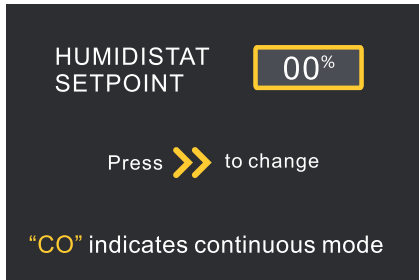 HUMIDISTAT
SETPOINT
00%
Press >> to change
“CO” indicates continuous mode